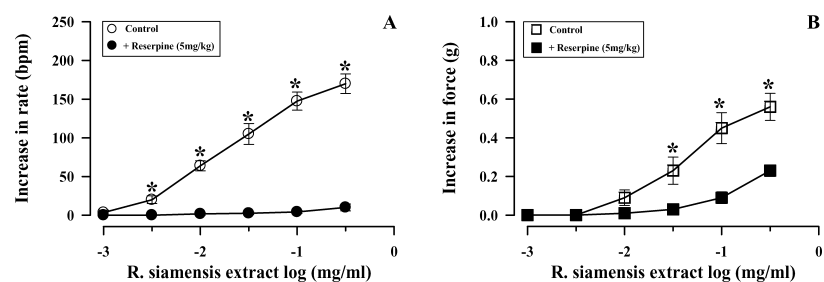 A
Increase in rate (bpm)
250
200
150
100
50
0
Control
+ Reserpine (5mg/kg)
*
*
*
*
*
-3
-2
-1
0
R. siamensis extract log (mg/ml)
B
Increase in force (g)
1.0
0.8
0.6
0.4
0.2
0.0
Control
+ Reserpine (5mg/kg)
*
*
*
-3
-2
-1
0
R. siamensis extract log (mg/ml)